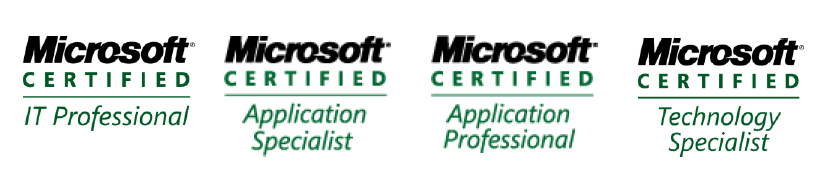 Microsoft®
CERTIFIED
IT Professional
Microsoft®
CERTIFIED
Application
Specialist
Microsoft®
CERTIFIED
Application
Professional
Microsoft®
CERTIFIED
Technology
Specialist